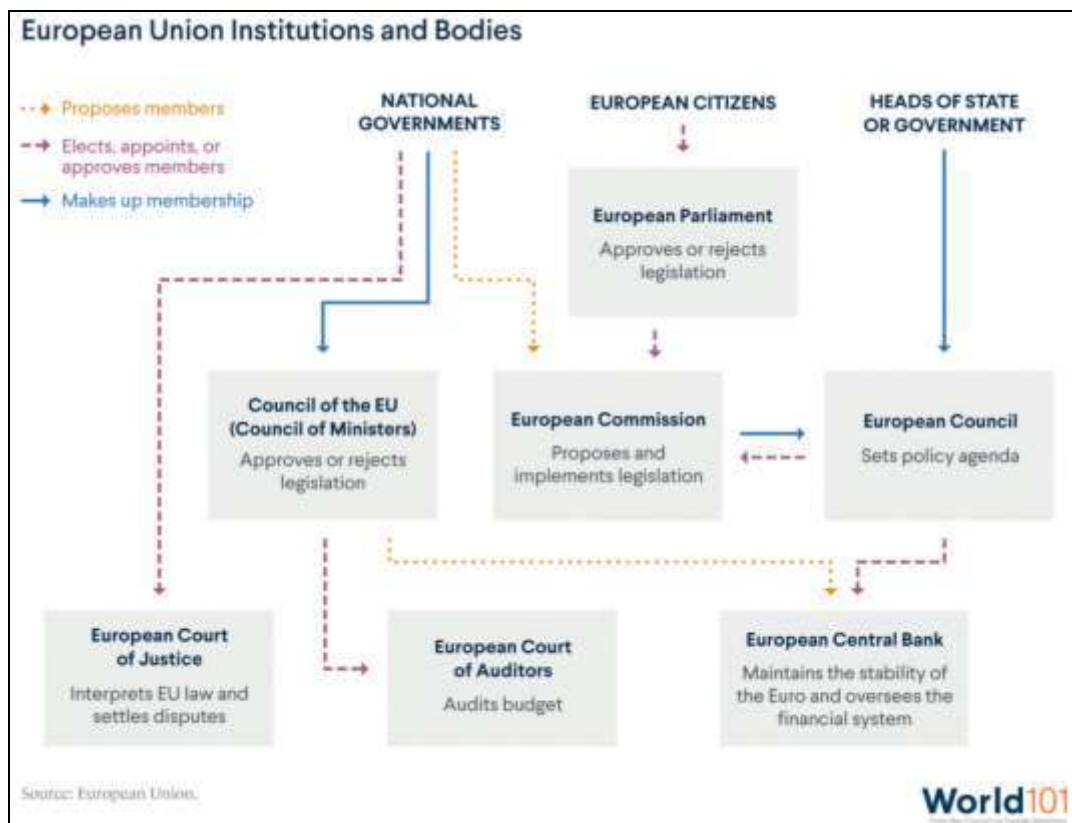 European Union Institutions and Bodies
Proposes members
Elects, appoints, or
approves members
Makes up membership
NATIONAL
GOVERNMENTS
EUROPEAN CITIZENS
HEADS OF STATE
OR GOVERNMENT
European Parliament
Approves or rejects
legislation
Council of the EU
(Council of Ministers)
Approves or rejects
legislation
European Commission
Proposes and
implements legislation
European Council
Sets policy agenda
European Court
of Justice
Interprets EU law and
settles disputes
European Court
of Auditors
Audits budget
European Central Bank
Maintains the stability of
the Euro and oversees the
financial system
Source: European Union.
World101